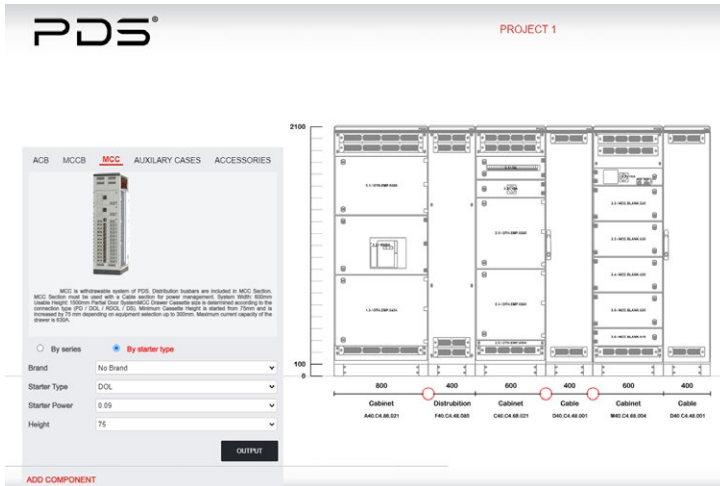 PDS®
PROJECT 1
2100
100
0
ACB MCCB MCC AUXILARY CASES ACCESSORIES
MCC is withdrawable system of PDS. Distribution busbars are included in MCC Section.
MCC Section must be used with a Cable section for power management. System Width: 600mm
Usable Height: 1500mm Partial Door SystemMCC Drawer Cassette size is determined according to the
connection type (PD / DOL / RDOL / DS). Minimum Cassette Height is started from 75mm and is
increased by 75 mm depending on equipment selection up to 300mm. Maximum current capacity of the
drawer is 630A.
By series By starter type
Brand No Brand
Starter Type DOL
Starter Power 0.09
Height 75
OUTPUT
ADD COMPONENT
800 400 600 400 600 400
Cabinet Distrubition Cabinet Cable Cabinet Cable
A40.C4.86.021 F40.C4.48.085 C40.C4.68.021 D40.C4.48.001 M40.C4.68.004 D40.C4.48.001